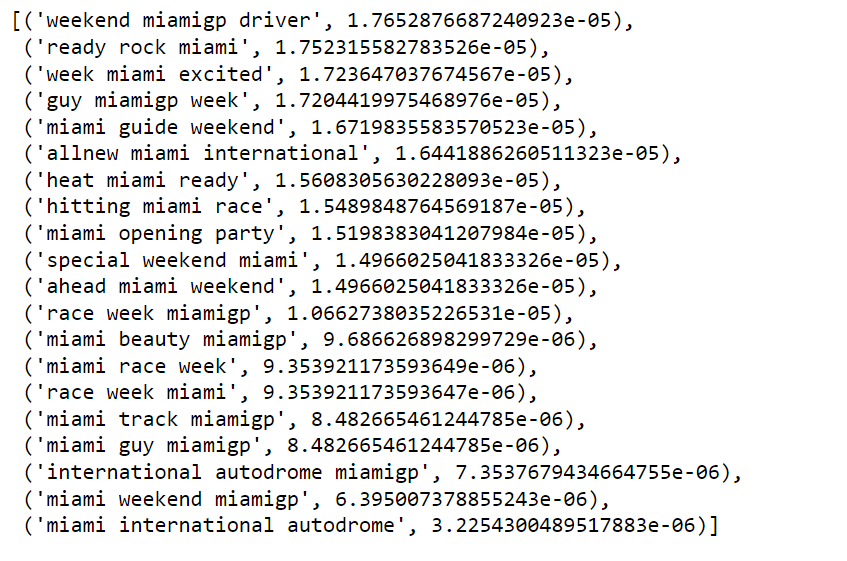 [('weekend miamigp driver', 1.7652876687240923e-05),
('ready rock miami', 1.752315582783526e-05),
('week miami excited', 1.723647037674567e-05),
('guy miamigp week', 1.7204419975468976e-05),
('miami guide weekend', 1.6719835583570523e-05),
('allnew miami international', 1.6441886260511323e-05),
('heat miami ready', 1.5608305630228093e-05),
('hitting miami race', 1.5489848764569187e-05),
('miami opening party', 1.5198383041207984e-05),
('special weekend miami', 1.4966025041833326e-05),
('ahead miami weekend', 1.4966025041833326e-05),
('race week miamigp', 1.0662738035226531e-05),
('miami beauty miamigp', 9.686626898299729e-06),
('miami race week', 9.353921173593649e-06),
('race week miami', 9.353921173593647e-06),
('miami track miamigp', 8.482665461244785e-06),
('miami guy miamigp', 8.482665461244785e-06),
('international autodrome miamigp', 7.3537679434664755e-06),
('miami weekend miamigp', 6.395007378855243e-06),
('miami international autodrome', 3.2254300489517883e-06)]